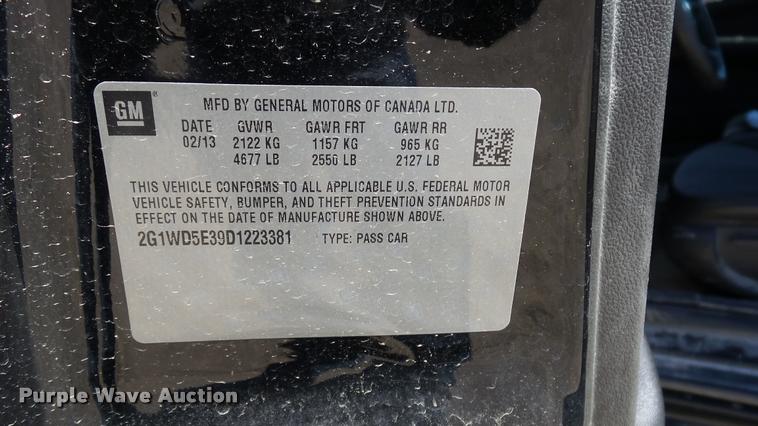 GM ®
MFD BY GENERAL MOTORS OF CANADA LTD.
DATE GVWR GAWR FRT GAWR RR
02/13 2122 KG 1157 KG 965 KG
4677 LB 2556 LB 2127 LB
THIS VEHICLE CONFORMS TO ALL APPLICABLE U.S. FEDERAL MOTOR
VEHICLE SAFETY, BUMPER, AND THEFT PREVENTION STANDARDS IN
EFFECT ON THE DATE OF MANUFACTURE SHOWN ABOVE.
2G1WD5E39D1223381 TYPE: PASS CAR
Purple Wave Auction